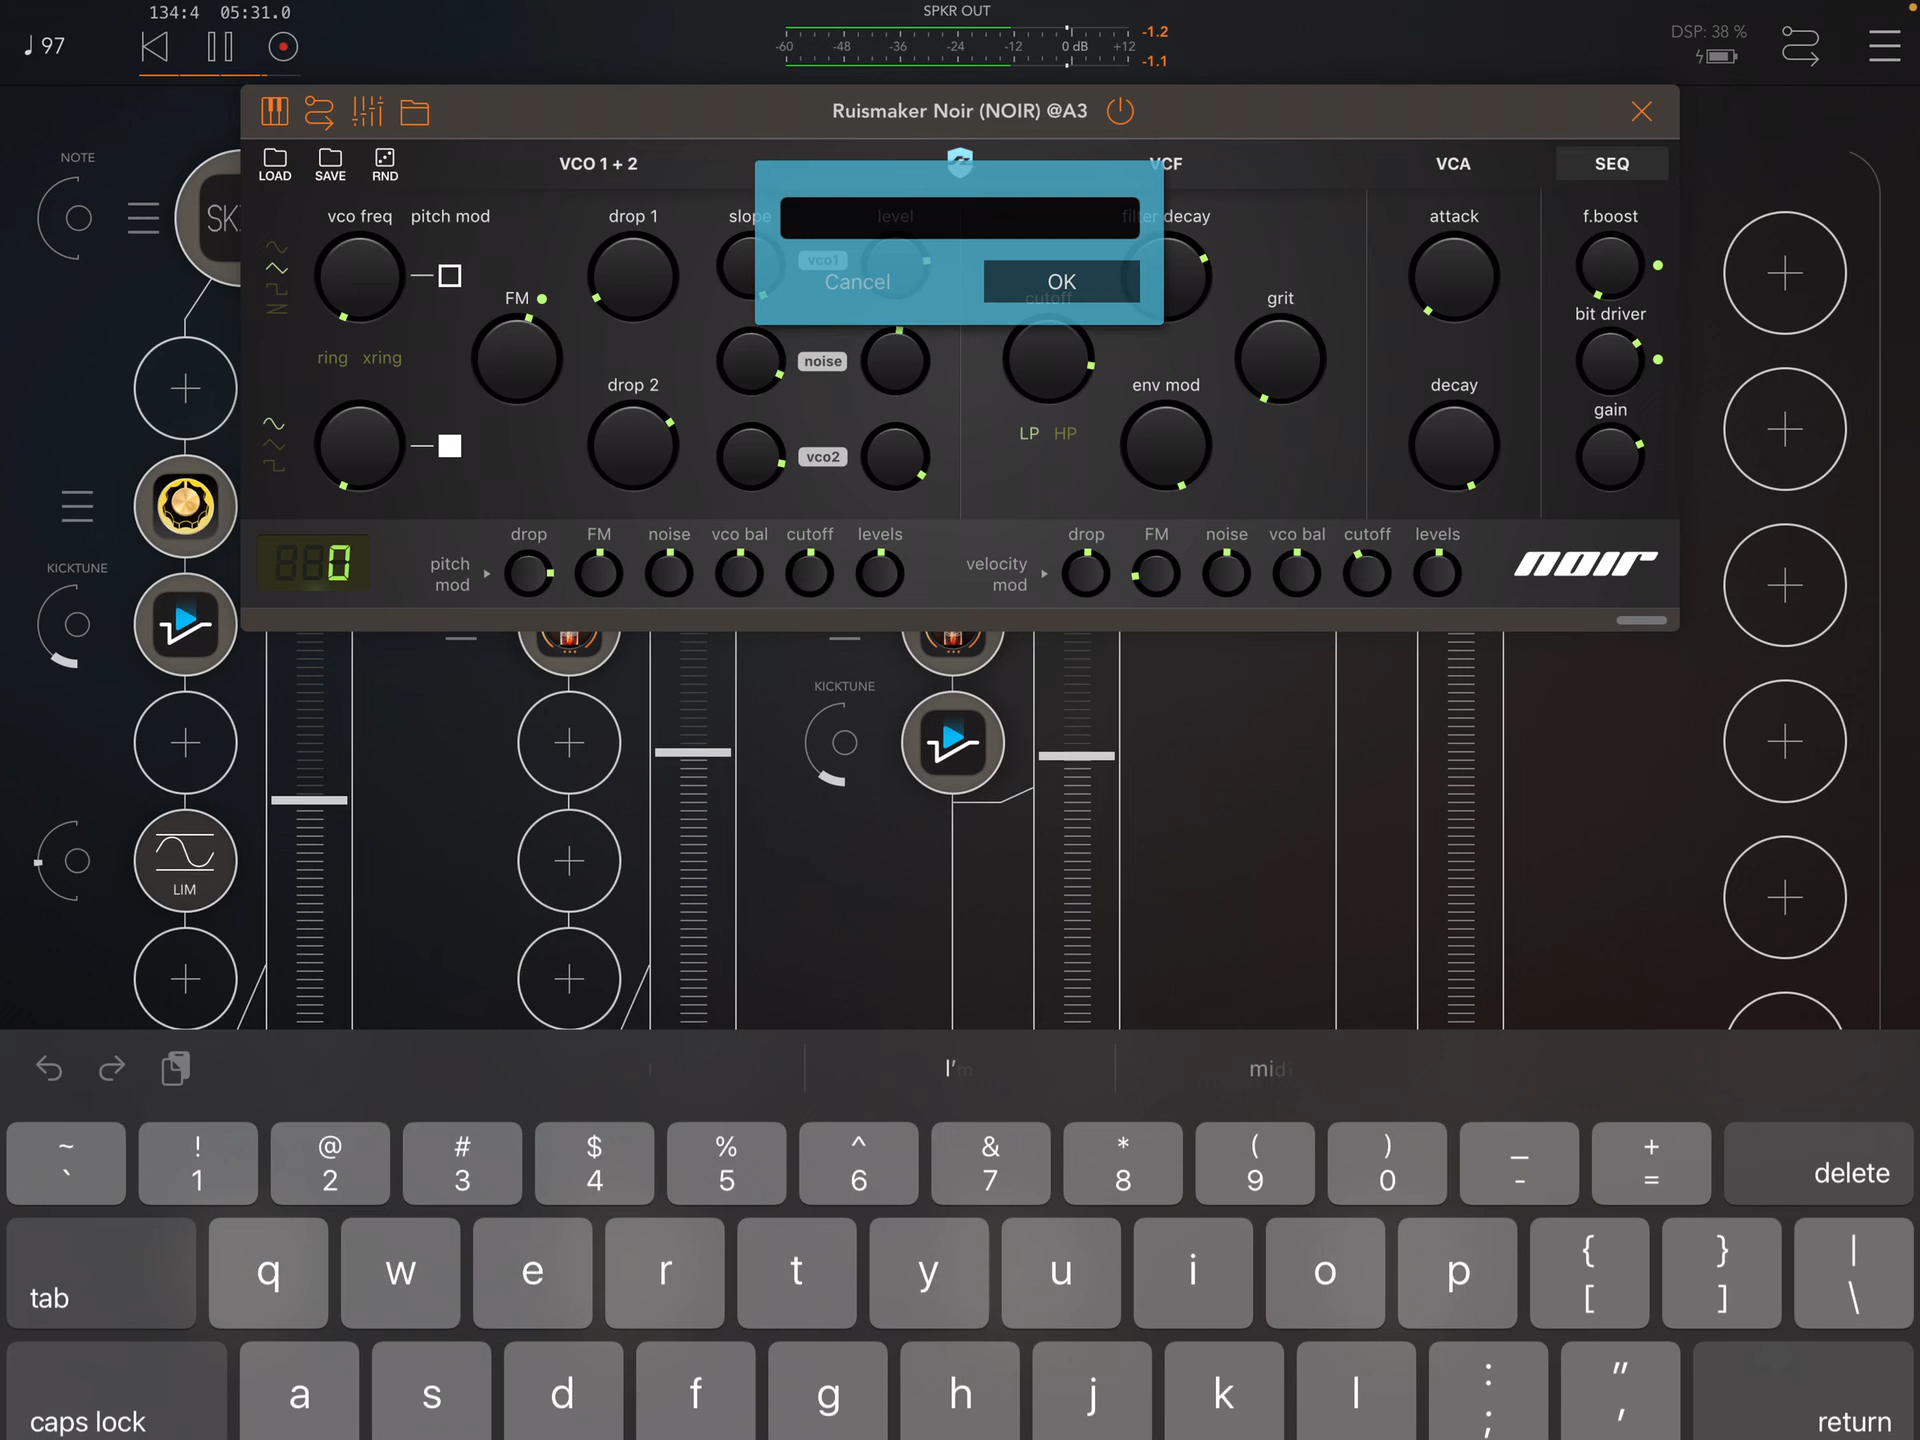 134:4 05:31.0
SPKR OUT
♩97
-60 -48 -36 -24 -12 0 dB +12
-1.2
-1.1
DSP: 38 %
Ruismaker Noir (NOIR) @A3
NOTE
LOAD SAVE RND
VCO 1 + 2
VCF
VCA
SEQ
SK
vco freq pitch mod drop 1 slope level filter decay attack f.boost
vco1
Cancel OK
FM cutoff grit
bit driver
ring xring noise
drop 2 env mod decay
gain
LP HP
vco2
KICKTUNE
0
pitch mod
drop FM noise vco bal cutoff levels
velocity mod
drop FM noise vco bal cutoff levels
noir
KICKTUNE
LIM
I'm midi
~ ! @ # $ % ^ & * ( ) _ +
` 1 2 3 4 5 6 7 8 9 0 - = delete
tab q w e r t y u i o p { [ } ] | \
caps lock a s d f g h j k l : ; " ' return